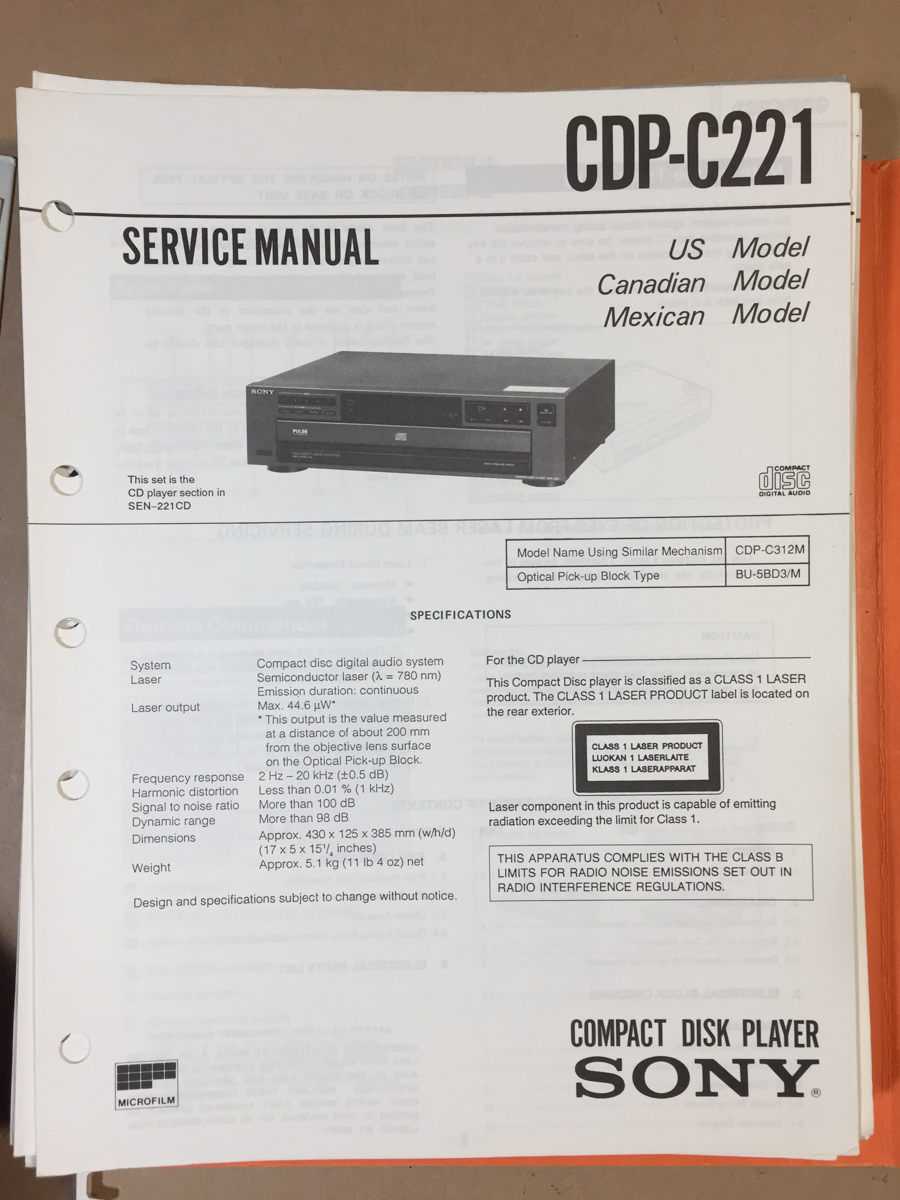 CDP-C221
SERVICE MANUAL
US Model
Canadian Model
Mexican Model
SONY
PULSE
This set is the
CD player section in
SEN-221CD
COMPACT
disc
DIGITAL AUDIO
Model Name Using Similar Mechanism CDP-C312M
Optical Pick-up Block Type BU-5BD3/M
SPECIFICATIONS
System Compact disc digital audio system
Laser Semiconductor laser (λ = 780 nm)
Emission duration: continuous
Laser output Max. 44.6 µW*
* This output is the value measured
at a distance of about 200 mm
from the objective lens surface
on the Optical Pick-up Block.
Frequency response 2 Hz – 20 kHz (±0.5 dB)
Harmonic distortion Less than 0.01 % (1 kHz)
Signal to noise ratio More than 100 dB
Dynamic range More than 98 dB
Dimensions Approx. 430 x 125 x 385 mm (w/h/d)
(17 x 5 x 15 1/4 inches)
Weight Approx. 5.1 kg (11 lb 4 oz) net
Design and specifications subject to change without notice.
For the CD player
This Compact Disc player is classified as a CLASS 1 LASER
product. The CLASS 1 LASER PRODUCT label is located on
the rear exterior.
CLASS 1 LASER PRODUCT
LUOKAN 1 LASERLAITE
KLASS 1 LASERAPPARAT
Laser component in this product is capable of emitting
radiation exceeding the limit for Class 1.
THIS APPARATUS COMPLIES WITH THE CLASS B
LIMITS FOR RADIO NOISE EMISSIONS SET OUT IN
RADIO INTERFERENCE REGULATIONS.
MICROFILM
COMPACT DISK PLAYER
SONY®